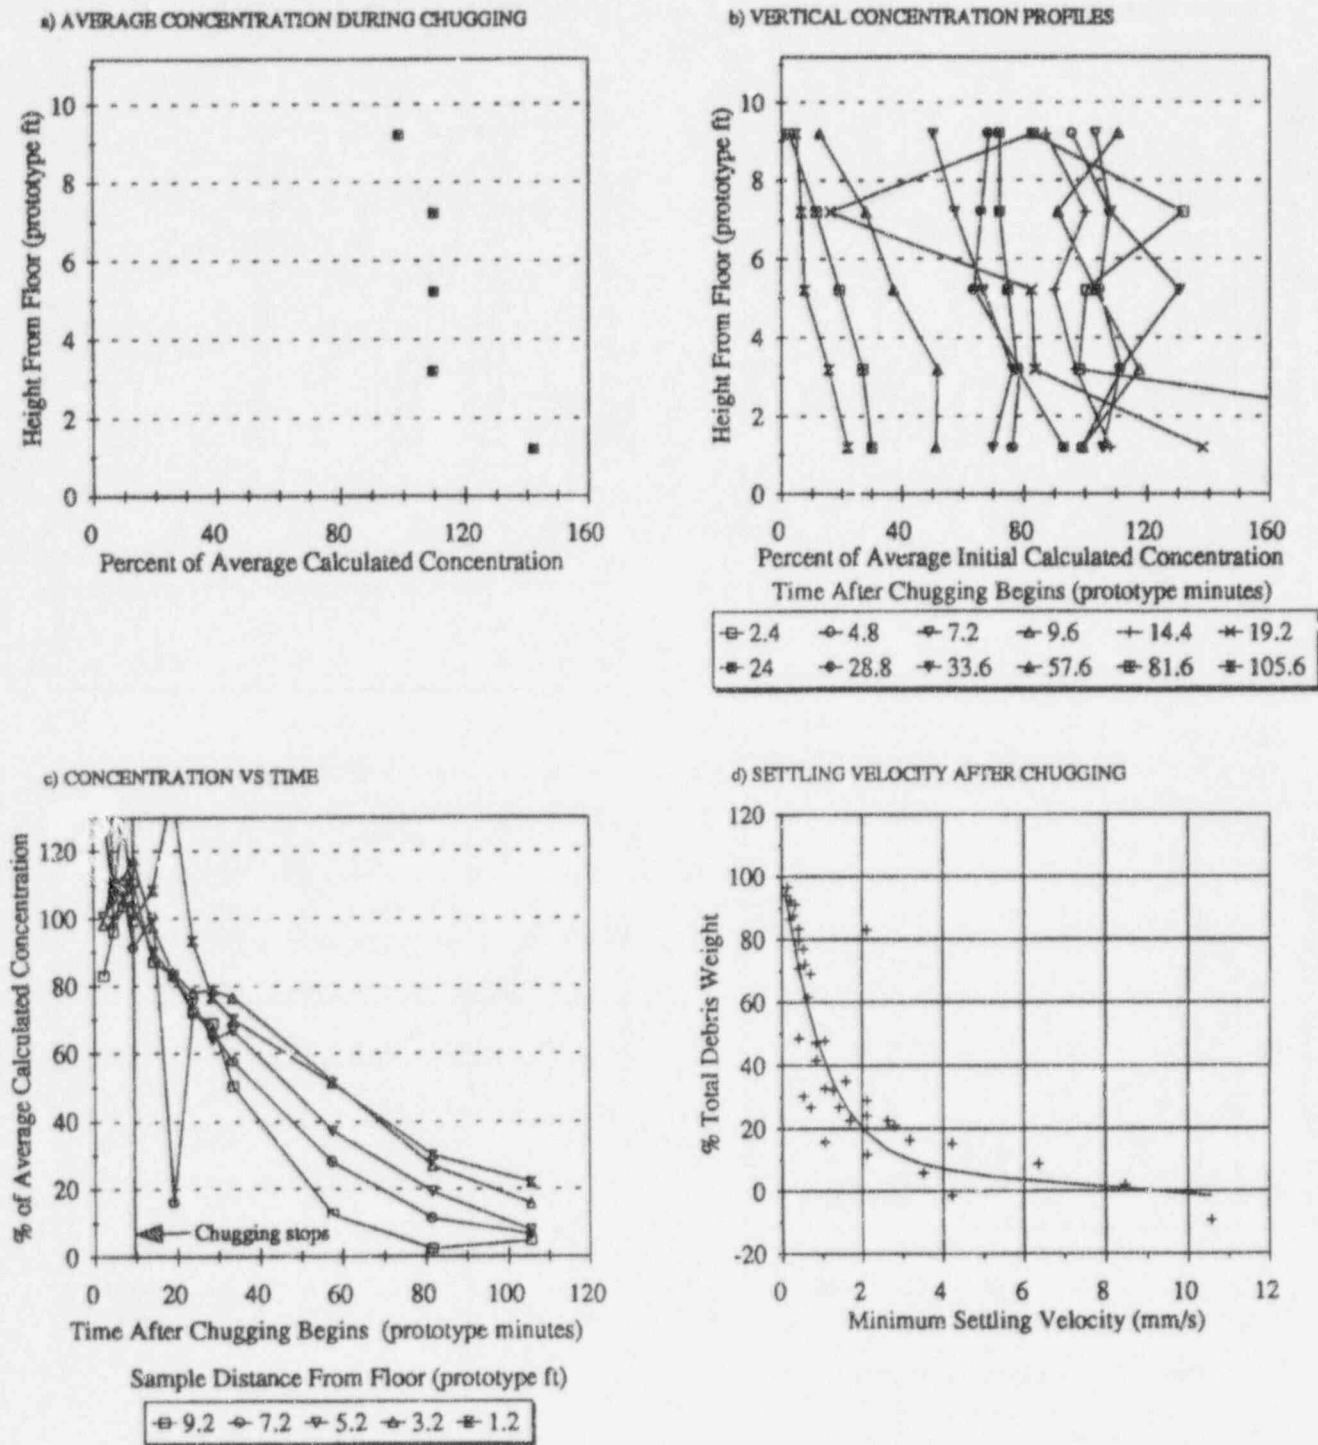 a) AVERAGE CONCENTRATION DURING CHUGGING
Height From Floor (prototype ft)
10
8
6
4
2
0
0 40 80 120 160
Percent of Average Calculated Concentration
b) VERTICAL CONCENTRATION PROFILES
Height From Floor (prototype ft)
10
8
6
4
2
0
0 40 80 120 160
Percent of Average Initial Calculated Concentration
Time After Chugging Begins (prototype minutes)
2.4 4.8 7.2 9.6 14.4 19.2
24 28.8 33.6 57.6 81.6 105.6
c) CONCENTRATION VS TIME
% of Average Calculated Concentration
120
100
80
60
40
20
0
Chugging stops
0 20 40 60 80 100 120
Time After Chugging Begins (prototype minutes)
Sample Distance From Floor (prototype ft)
9.2 7.2 5.2 3.2 1.2
d) SETTLING VELOCITY AFTER CHUGGING
% Total Debris Weight
120
100
80
60
40
20
0
-20
0 2 4 6 8 10 12
Minimum Settling Velocity (mm/s)